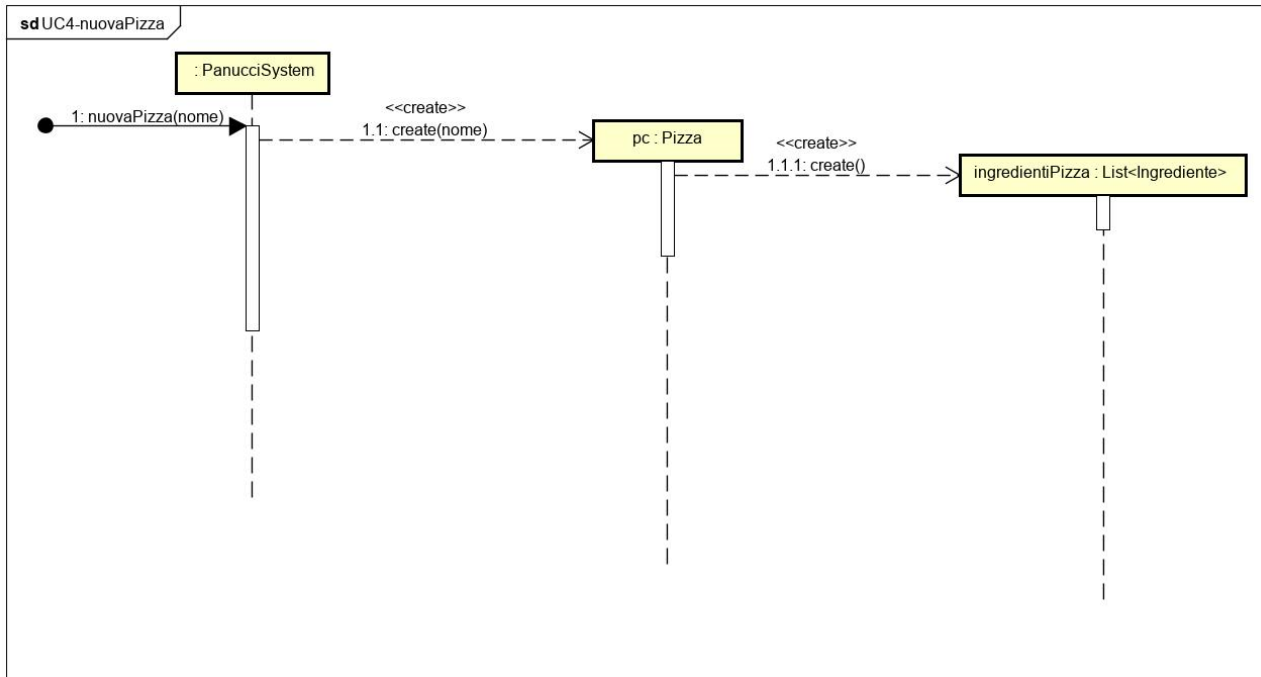 sd UC4-nuovaPizza
: PanucciSystem
1: nuovaPizza(nome)
<<create>>
1.1: create(nome)
pc : Pizza
<<create>>
1.1.1: create()
ingredientiPizza : List<Ingrediente>